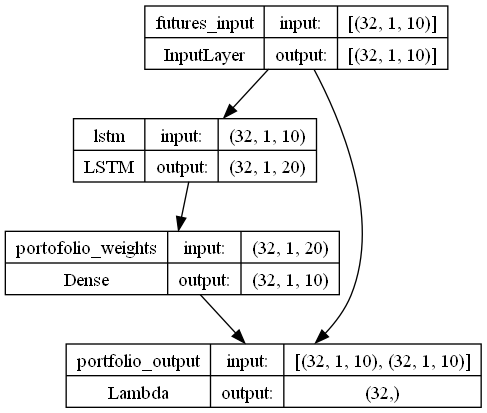 futures_input input: [(32, 1, 10)]
InputLayer output: [(32, 1, 10)]
lstm input: (32, 1, 10)
LSTM output: (32, 1, 20)
portofolio_weights input: (32, 1, 20)
Dense output: (32, 1, 10)
portfolio_output input: [(32, 1, 10), (32, 1, 10)]
Lambda output: (32,)